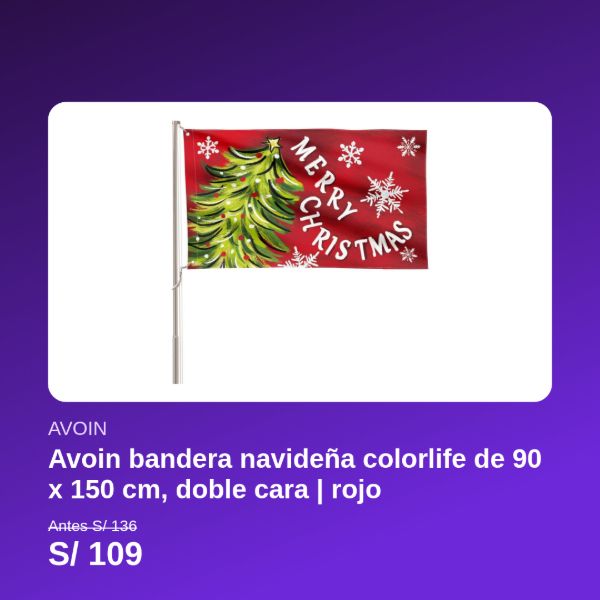 MERRY
CHRISTMAS
AVOIN
Avoin bandera navideña colorlife de 90
x 150 cm, doble cara | rojo
Antes S/ 136
S/ 109